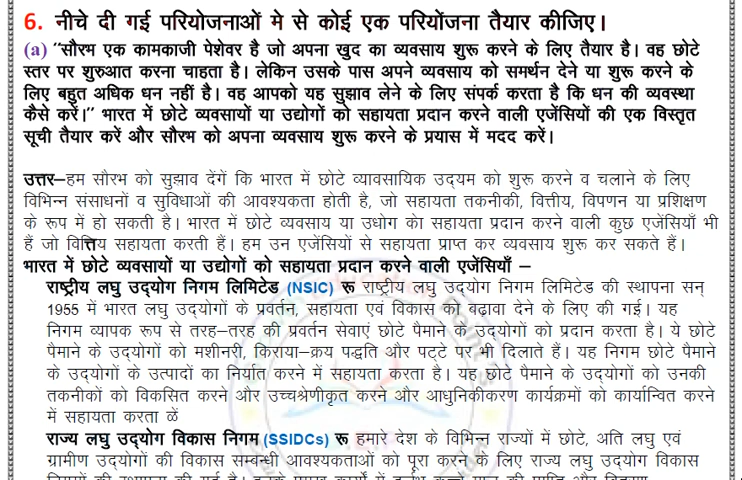 6. नीचे दी गई परियोजनाओं मे से कोई एक परियोंजना तैयार कीजिए।
(a) "सौरभ एक कामकाजी पेशेवर है जो अपना खुद का व्यवसाय शुरू करने के लिए तैयार है। वह छोटे
स्तर पर शुरुआत करना चाहता है। लेकिन उसके पास अपने व्यवसाय को समर्थन देने या शुरू करने के
लिए बहुत अधिक धन नहीं है। वह आपको यह सुझाव लेने के लिए संपर्क करता है कि धन की व्यवस्था
कैसे करें।" भारत में छोटे व्यवसायों या उद्योगों को सहायता प्रदान करने वाली एजेंसियों की एक विस्तृत
सूची तैयार करें और सौरभ को अपना व्यवसाय शुरू करने के प्रयास में मदद करें।
उत्तर–हम सौरभ को सुझाव देंगें कि भारत में छोटे व्यावसायिक उद्यम को शुरू करने व चलाने के लिए
विभिन्न संसाधनों व सुविधाओं की आवश्यकता होती है, जो सहायता तकनीकी, वित्तीय, विपणन या प्रशिक्षण
के रूप में हो सकती है। भारत में छोटे व्यवसाय या उधोग को सहायता प्रदान करने वाली कुछ एजेंसियाँ भी
हैं जो वित्तिय सहायता करती हैं। हम उन एजेंसियों से सहायता प्राप्त कर व्यवसाय शुरू कर सकते हैं।
भारत में छोटे व्यवसायों या उद्योगों को सहायता प्रदान करने वाली एजेंसियाँ –
राष्ट्रीय लघु उद्योग निगम लिमिटेड (NSIC) रू राष्ट्रीय लघु उद्योग निगम लिमिटेड की स्थापना सन्
1955 में भारत लघु उद्योगों के प्रवर्तन, सहायता एवं विकास को बढ़ावा देने के लिए की गई। यह
निगम व्यापक रूप से तरह–तरह की प्रवर्तन सेवाएं छोटे पैमाने के उद्योगों को प्रदान करता है। ये छोटे
पैमाने के उद्योगों को मशीनरी, किराया–क्रय पद्धति और पट्टे पर भी दिलाते हैं। यह निगम छोटे पैमाने
के उद्योगों के उत्पादों का निर्यात करने में सहायता करता है। यह छोटे पैमाने के उद्योगों को उनकी
तकनीकों को विकसित करने और उच्चश्रेणीकृत करने और आधुनिकीकरण कार्यक्रमों को कार्यान्वित करने
में सहायता करता ळें
राज्य लघु उद्योग विकास निगम (SSIDCs) रू हमारे देश के विभिन्न राज्यों में छोटे, अति लघु एवं
ग्रामीण उद्योगों की विकास सम्बन्धी आवश्यकताओं को पूरा करने के लिए राज्य लघु उद्योग विकास